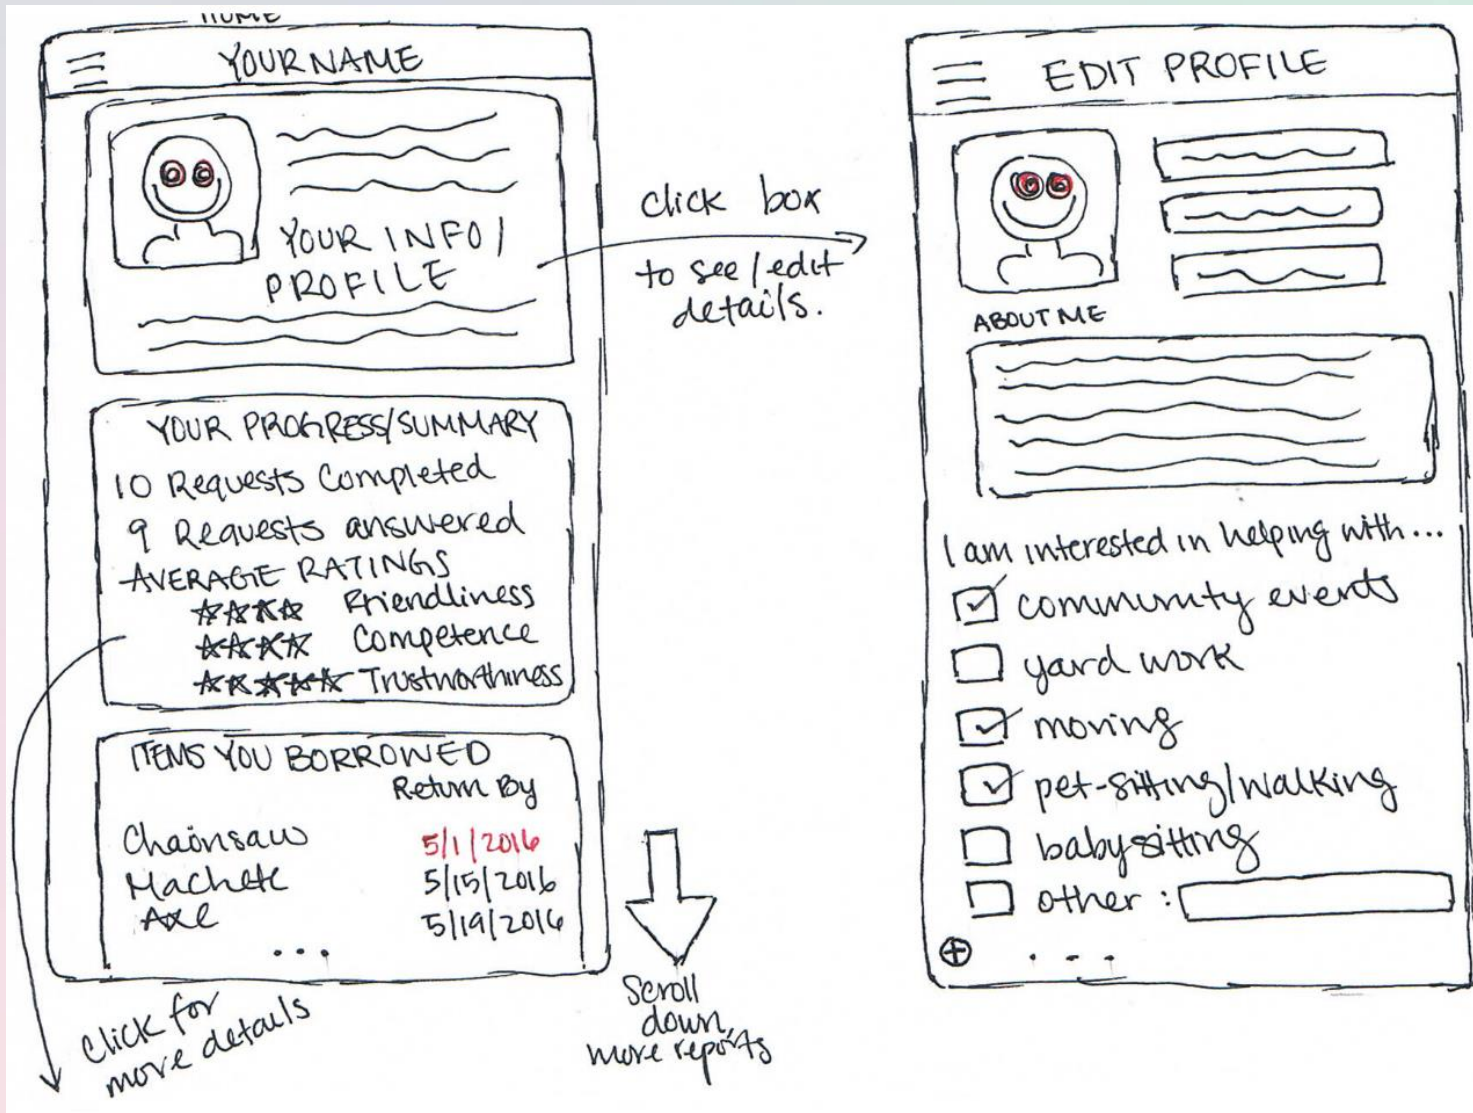 HOME
YOUR NAME
YOUR INFO/
PROFILE
YOUR PROGRESS/SUMMARY
10 Requests Completed
9 Requests answered
AVERAGE RATINGS
Friendliness
Competence
Trustworthiness
ITEMS YOU BORROWED
Return By
Chaonsaw 5/1/2016
Machete 5/15/2016
Axe 5/19/2016
...
Click for
more details
click box
to see/edit
details.
Scroll
down,
more reports
EDIT PROFILE
ABOUT ME
I am interested in helping with...
community events
yard work
moving
pet-sitting/walking
babysitting
other :
...